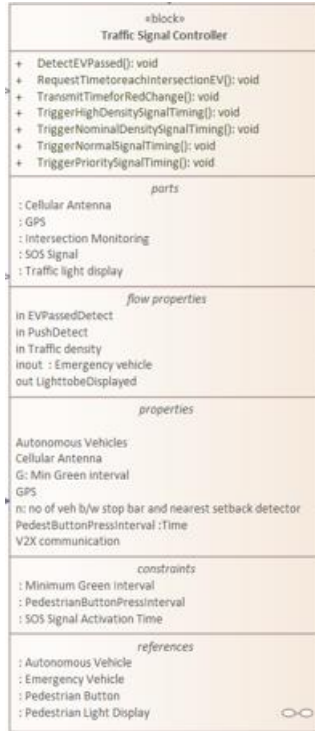 «block»
Traffic Signal Controller
+ DetectEVPassed(): void
+ RequestTimetoreachIntersectionEV(): void
+ TransmitTimeforRedChange(): void
+ TriggerHighDensitySignalTiming(): void
+ TriggerNominalDensitySignalTiming(): void
+ TriggerNormalSignalTiming(): void
+ TriggerPrioritySignalTiming(): void
parts
: Cellular Antenna
: GPS
: Intersection Monitoring
: SOS Signal
: Traffic light display
flow properties
in EVPassedDetect
in PushDetect
in Traffic density
inout : Emergency vehicle
out LighttobeDisplayed
properties
Autonomous Vehicles
Cellular Antenna
G: Min Green interval
GPS
n: no of veh b/w stop bar and nearest setback detector
PedestButtonPressInterval :Time
V2X communication
constraints
: Minimum Green Interval
: PedestrianButtonPressInterval
: SOS Signal Activation Time
references
: Autonomous Vehicle
: Emergency Vehicle
: Pedestrian Button
: Pedestrian Light Display